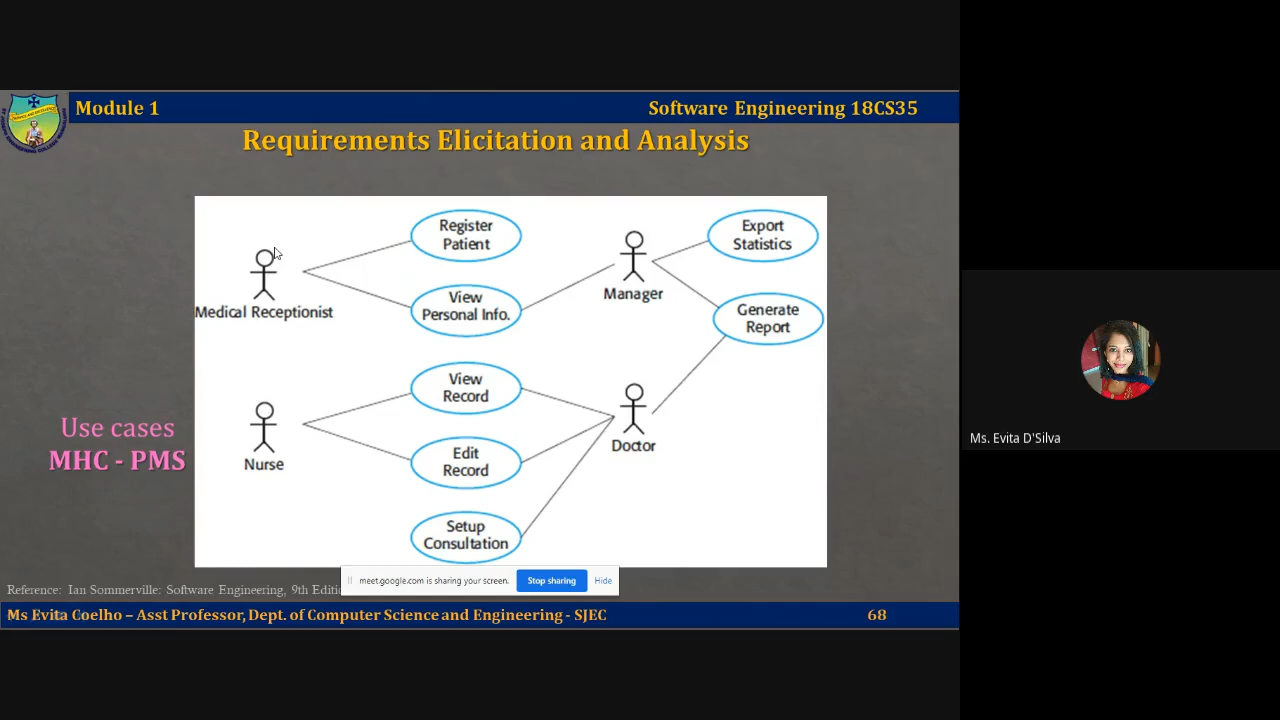 Module 1
Software Engineering 18CS35
Requirements Elicitation and Analysis
Register
Patient
Export
Statistics
Medical Receptionist
View
Personal Info.
Manager
Generate
Report
View
Record
Use cases
MHC - PMS
Nurse
Edit
Record
Doctor
Setup
Consultation
meet.google.com is sharing your screen.
Stop sharing
Hide
Reference: Ian Sommerville: Software Engineering, 9th
Ms Evita Coelho – Asst Professor, Dept. of Computer Science and Engineering - SJEC
68
Ms. Evita D'Silva